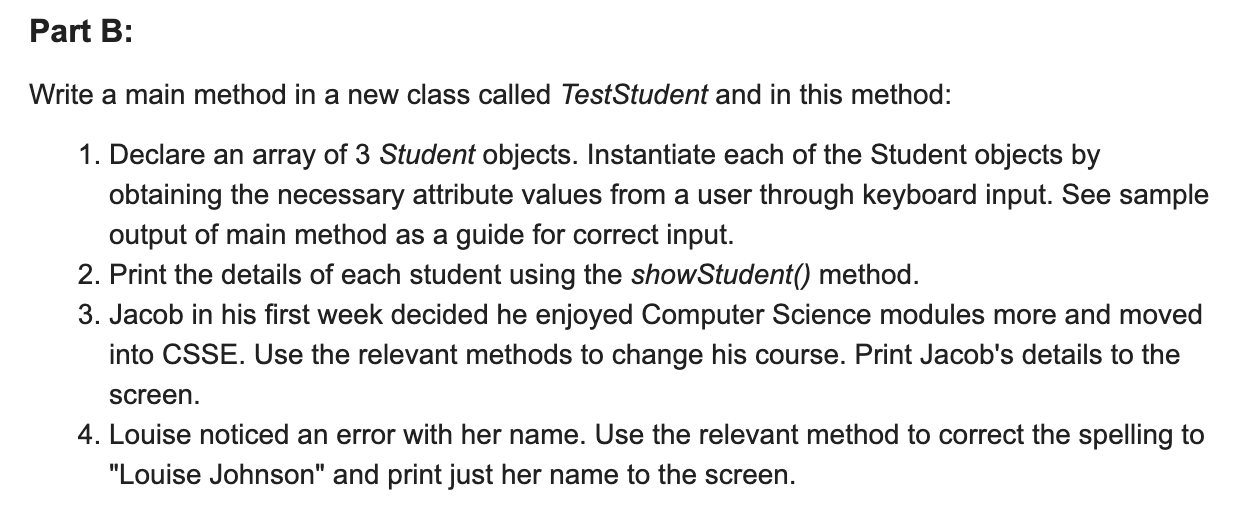 Part B:
Write a main method in a new class called TestStudent and in this method:
1. Declare an array of 3 Student objects. Instantiate each of the Student objects by
obtaining the necessary attribute values from a user through keyboard input. See sample
output of main method as a guide for correct input.
2. Print the details of each student using the showStudent() method.
3. Jacob in his first week decided he enjoyed Computer Science modules more and moved
into CSSE. Use the relevant methods to change his course. Print Jacob's details to the
screen.
4. Louise noticed an error with her name. Use the relevant method to correct the spelling to
"Louise Johnson" and print just her name to the screen.